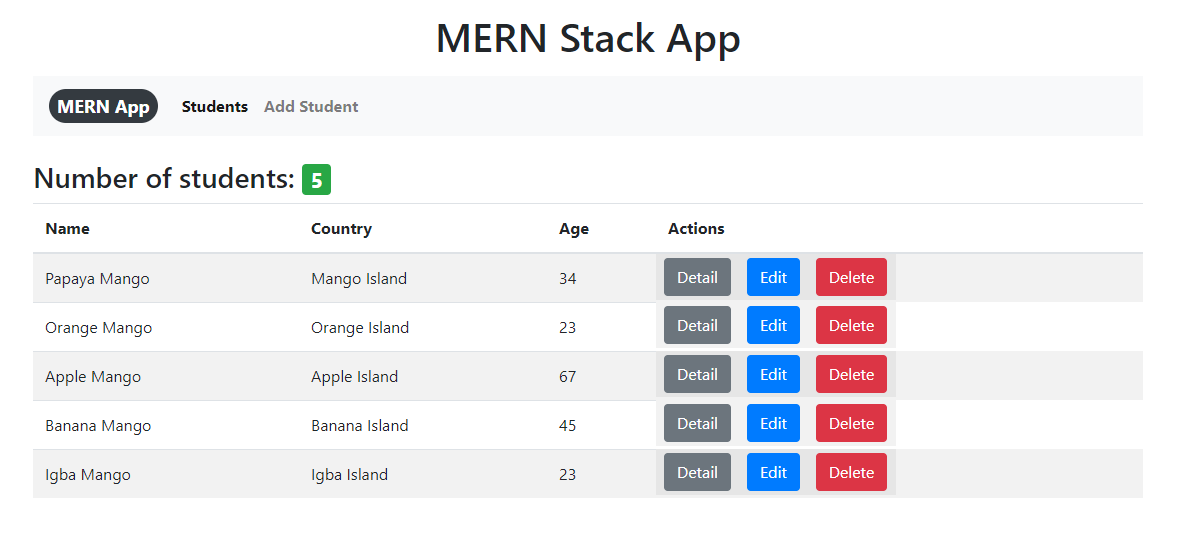 MERN Stack App
MERN App Students Add Student
Number of students: 5
Name Country Age Actions
Papaya Mango Mango Island 34 Detail Edit Delete
Orange Mango Orange Island 23 Detail Edit Delete
Apple Mango Apple Island 67 Detail Edit Delete
Banana Mango Banana Island 45 Detail Edit Delete
Igba Mango Igba Island 23 Detail Edit Delete